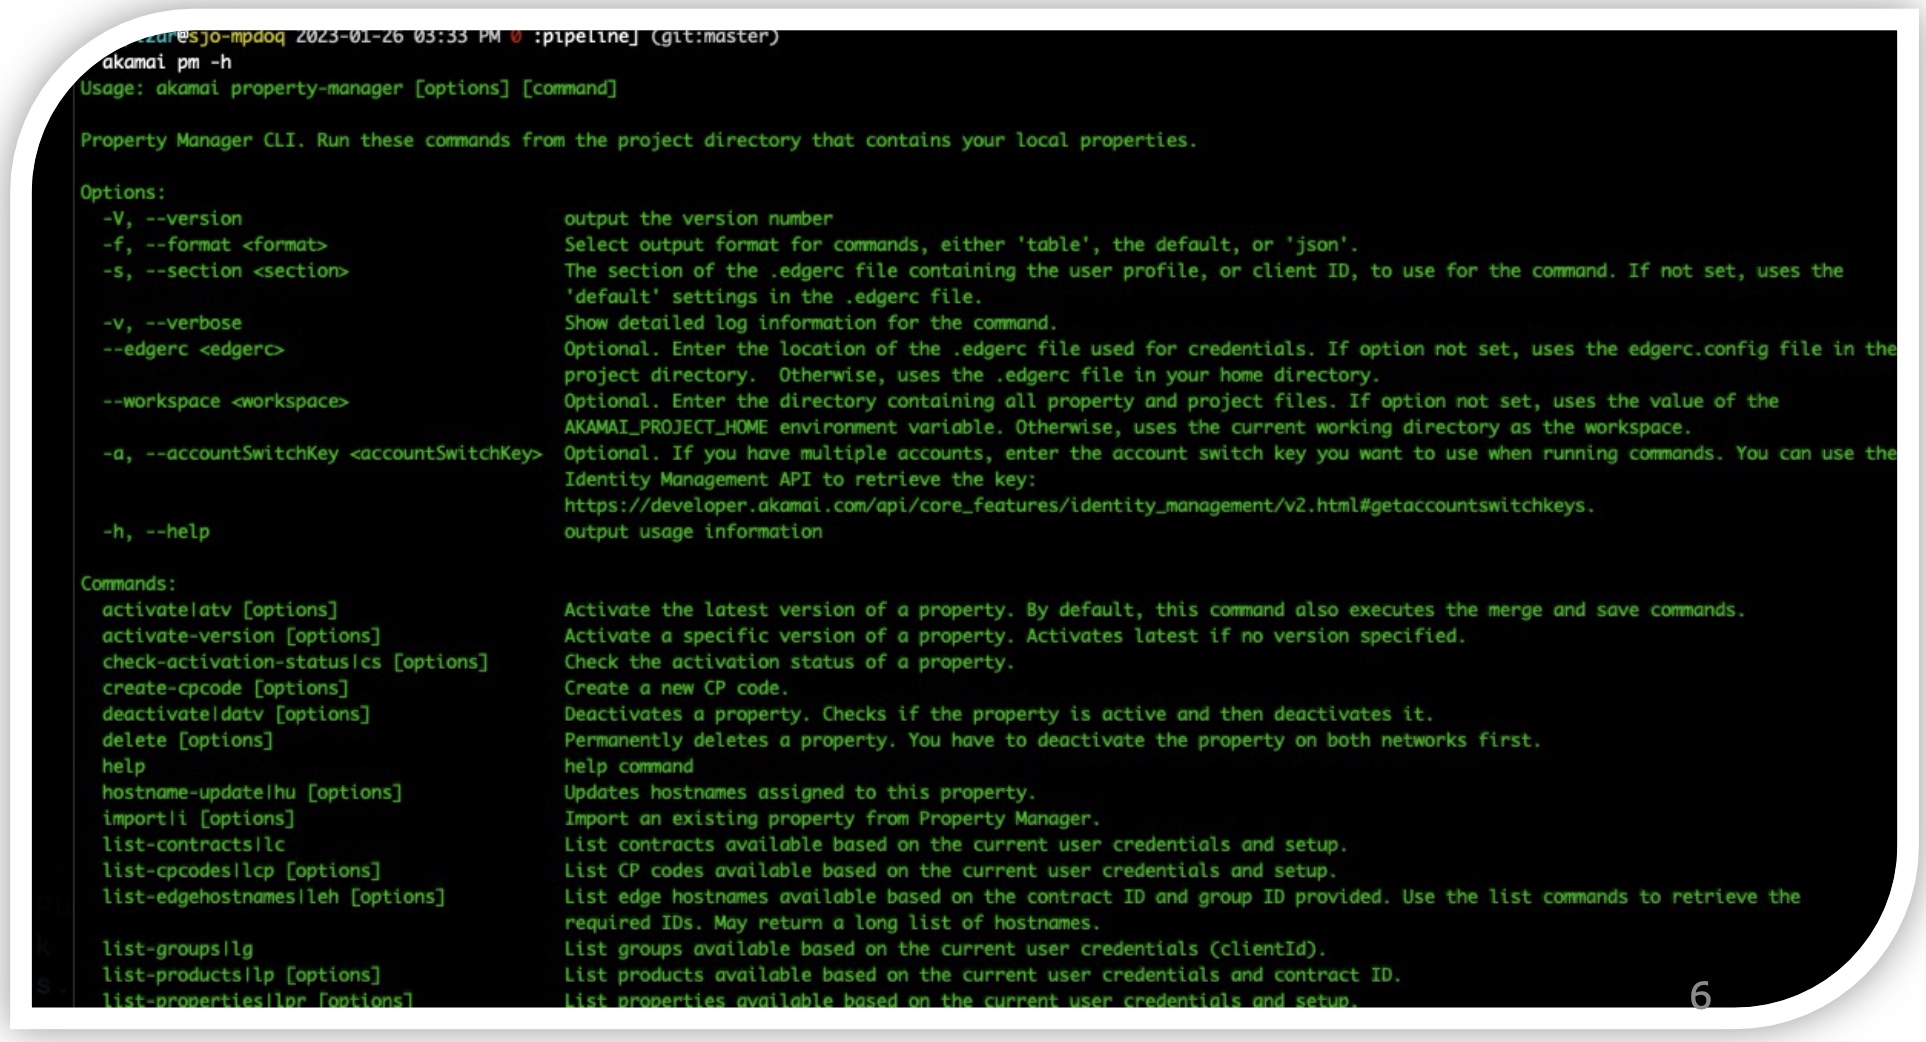 @sjo-mpdoq 2023-01-26 03:33 PM 0 :pipeline] (git:master)
akamai pm -h
Usage: akamai property-manager [options] [command]
Property Manager CLI. Run these commands from the project directory that contains your local properties.
Options:
-V, --version output the version number
-f, --format <format> Select output format for commands, either 'table', the default, or 'json'.
-s, --section <section> The section of the .edgerc file containing the user profile, or client ID, to use for the command. If not set, uses the
'default' settings in the .edgerc file.
-v, --verbose Show detailed log information for the command.
--edgerc <edgerc> Optional. Enter the location of the .edgerc file used for credentials. If option not set, uses the edgerc.config file in the
project directory.  Otherwise, uses the .edgerc file in your home directory.
--workspace <workspace> Optional. Enter the directory containing all property and project files. If option not set, uses the value of the
AKAMAI_PROJECT_HOME environment variable. Otherwise, uses the current working directory as the workspace.
-a, --accountSwitchKey <accountSwitchKey> Optional. If you have multiple accounts, enter the account switch key you want to use when running commands. You can use the
Identity Management API to retrieve the key:
https://developer.akamai.com/api/core_features/identity_management/v2.html#getaccountswitchkeys.
-h, --help output usage information
Commands:
activate|atv [options] Activate the latest version of a property. By default, this command also executes the merge and save commands.
activate-version [options] Activate a specific version of a property. Activates latest if no version specified.
check-activation-status|cs [options] Check the activation status of a property.
create-cpcode [options] Create a new CP code.
deactivate|datv [options] Deactivates a property. Checks if the property is active and then deactivates it.
delete [options] Permanently deletes a property. You have to deactivate the property on both networks first.
help help command
hostname-update|hu [options] Updates hostnames assigned to this property.
import|i [options] Import an existing property from Property Manager.
list-contracts|lc List contracts available based on the current user credentials and setup.
list-cpcodes|lcp [options] List CP codes available based on the current user credentials and setup.
list-edgehostnames|leh [options] List edge hostnames available based on the contract ID and group ID provided. Use the list commands to retrieve the
required IDs. May return a long list of hostnames.
list-groups|lg List groups available based on the current user credentials (clientId).
list-products|lp [options] List products available based on the current user credentials and contract ID.
list-properties|lpr [options] List properties available based on the current user credentials and setup.
6